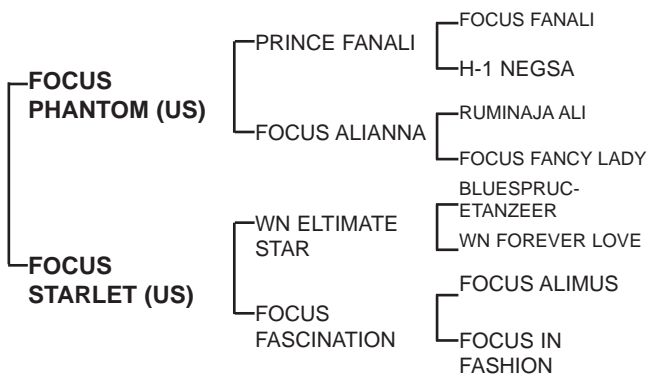 FOCUS FANALI
PRINCE FANALI
H-1 NEGSA
FOCUS
PHANTOM (US)
RUMINAJA ALI
FOCUS ALIANNA
FOCUS FANCY LADY
BLUESPRUC-
ETANZEER
WN ELTIMATE
STAR
WN FOREVER LOVE
FOCUS
STARLET (US)
FOCUS ALIMUS
FOCUS
FASCINATION
FOCUS IN
FASHION